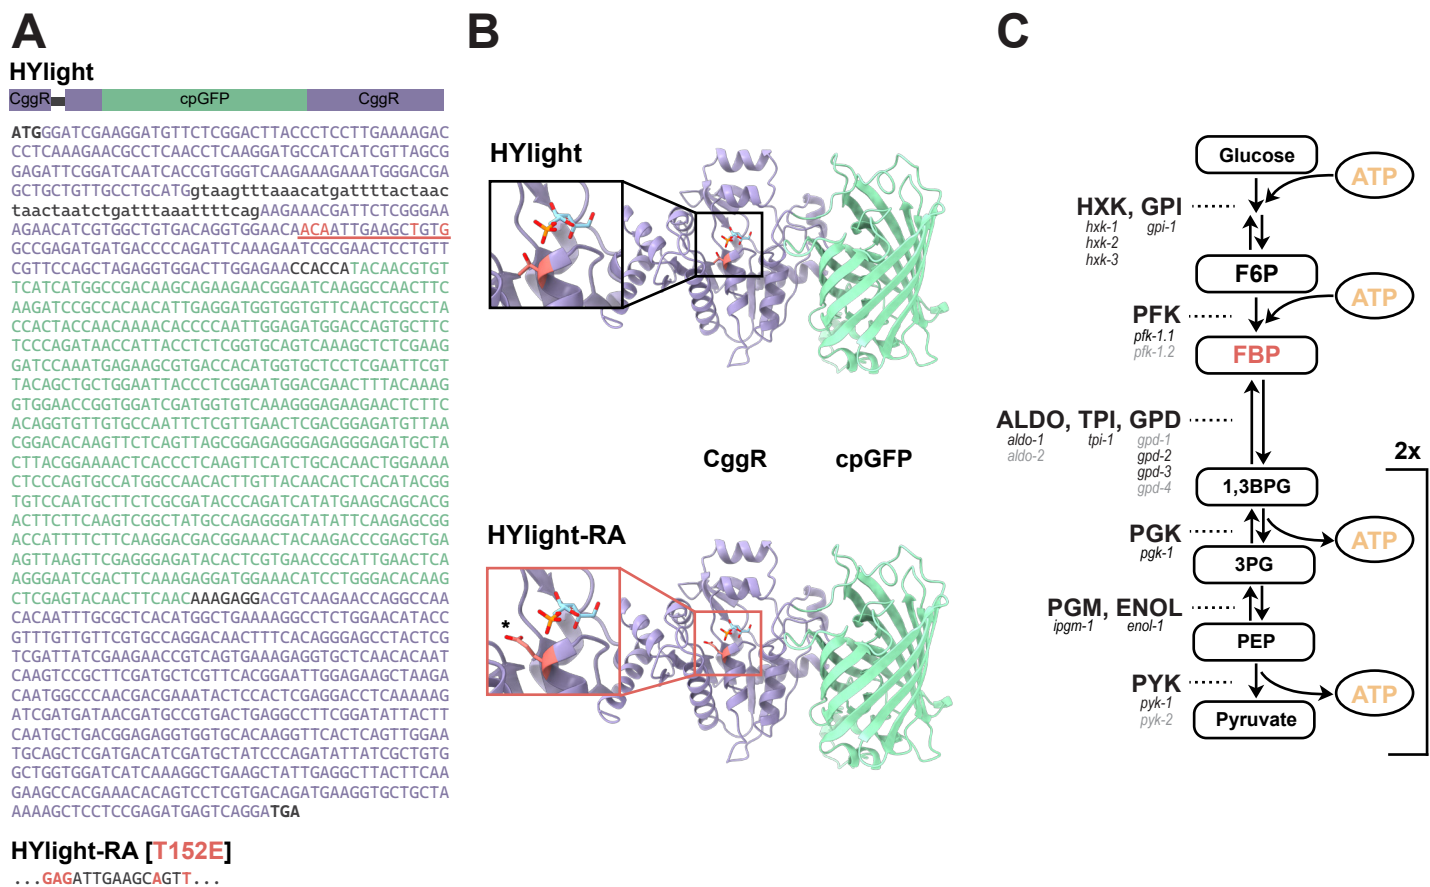 A
HYlight
CggR cpGFP CggR
ATGGGATCGAAGGATGTTCTCGGACTTACCCTCCTTGAAAAGAC
CCTCAAAGAACGCCTCAACCTCAAGGATGCCATCATCGTTAGCG
GAGATTCGGATCAATCACCGTGGGTCAAGAAAGAAATGGGACGA
GCTGCTGTTGCCTGCATGgtaagtttaaacatgattttactaac
taactaatctgatttaaattttcagAAGAAACGATTCTCGGGAA
AGAACATCGTGGCTGTGACAGGTGGAACAACAATTGAAGCTGTG
GCCGAGATGATGACCCCAGATTCAAAGAATCGCGAACTCCTGTT
CGTTCCAGCTAGAGGTGGACTTGGAGAACCACCATACAACGTGT
TCATCATGGCCGACAAGCAGAAGAACGGAATCAAGGCCAACTTC
AAGATCCGCCACAACATTGAGGATGGTGGTGTTCAACTCGCCTA
CCACTACCAACAAAACACCCCAATTGGAGATGGACCAGTGCTTC
TCCCAGATAACCATTACCTCTCGGTGCAGTCAAAGCTCTCGAAG
GATCCAAATGAGAAGCGTGACCACATGGTGCTCCTCGAATTCGT
TACAGCTGCTGGAATTACCCTCGGAATGGACGAACTTTACAAAG
GTGGAACCGGTGGATCGATGGTGTCAAAGGGAGAAGAACTCTTC
ACAGGTGTTGTGCCAATTCTCGTTGAACTCGACGGAGATGTTAA
CGGACACAAGTTCTCAGTTAGCGGAGAGGGAGAGGGAGATGCTA
CTTACGGAAAACTCACCCTCAAGTTCATCTGCACAACTGGAAAA
CTCCCAGTGCCATGGCCAACACTTGTTACAACACTCACATACGG
TGTCCAATGCTTCTCGCGATACCCAGATCATATGAAGCAGCACG
ACTTCTTCAAGTCGGCTATGCCAGAGGGATATATTCAAGAGCGG
ACCATTTTCTTCAAGGACGACGGAAACTACAAGACCCGAGCTGA
AGTTAAGTTCGAGGGAGATACACTCGTGAACCGCATTGAACTCA
AGGGAATCGACTTCAAAGAGGATGGAAACATCCTGGGACACAAG
CTCGAGTACAACTTCAACAAAGAGGACGTCAAGAACCAGGCCAA
CACAATTTGCGCTCACATGGCTGAAAAGGCCTCTGGAACATACC
GTTTGTTGTTCGTGCCAGGACAACTTTCACAGGGAGCCTACTCG
TCGATTATCGAAGAACCGTCAGTGAAAGAGGTGCTCAACACAAT
CAAGTCCGCTTCGATGCTCGTTCACGGAATTGGAGAAGCTAAGA
CAATGGCCCAACGACGAAATACTCCACTCGAGGACCTCAAAAAG
ATCGATGATAACGATGCCGTGACTGAGGCCTTCGGATATTACTT
CAATGCTGACGGAGAGGTGGTGCACAAGGTTCACTCAGTTGGAA
TGCAGCTCGATGACATCGATGCTATCCCAGATATTATCGCTGTG
GCTGGTGGATCATCAAAGGCTGAAGCTATTGAGGCTTACTTCAA
GAAGCCACGAAACACAGTCCTCGTGACAGATGAAGGTGCTGCTA
AAAAGCTCCTCCGAGATGAGTCAGGATGA
HYlight-RA [T152E]
...GAGATTGAAGCAGTT...
B
HYlight
CggR cpGFP
HYlight-RA
*
C
Glucose
ATP
HXK, GPI
hxk-1 gpi-1
hxk-2
hxk-3
F6P
ATP
PFK
pfk-1.1
pfk-1.2
FBP
ALDO, TPI, GPD
aldo-1 tpi-1 gpd-1
aldo-2 gpd-2
gpd-3
gpd-4
2x
1,3BPG
PGK
pgk-1
ATP
3PG
PGM, ENOL
ipgm-1 enol-1
PEP
PYK
pyk-1
pyk-2
ATP
Pyruvate